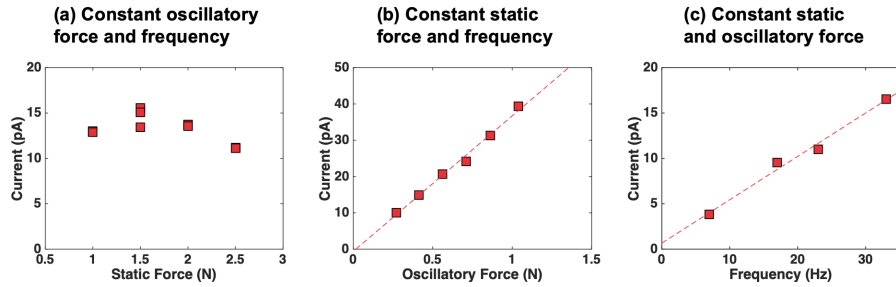 (a) Constant oscillatory
force and frequency
(b) Constant static
force and frequency
(c) Constant static
and oscillatory force
20
15
10
5
0
0.5 1 1.5 2 2.5 3
Current (pA)
Static Force (N)
50
40
30
20
10
0
0 0.5 1 1.5
Current (pA)
Oscillatory Force (N)
20
15
10
5
0
0 10 20 30
Current (pA)
Frequency (Hz)